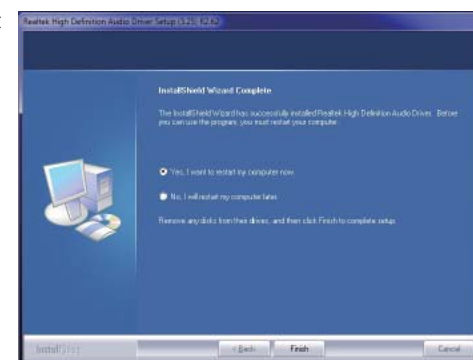 Realtek High Definition Audio Driver Setup (3.25) R2.62
InstallShield Wizard Complete
The InstallShield Wizard has successfully installed Realtek High Definition Audio Driver. Before
you can use the program, you must restart your computer.
Yes, I want to restart my computer now.
No, I will restart my computer later.
Remove any disks from their drives, and then click Finish to complete setup.
InstallShield
< Back
Finish
Cancel